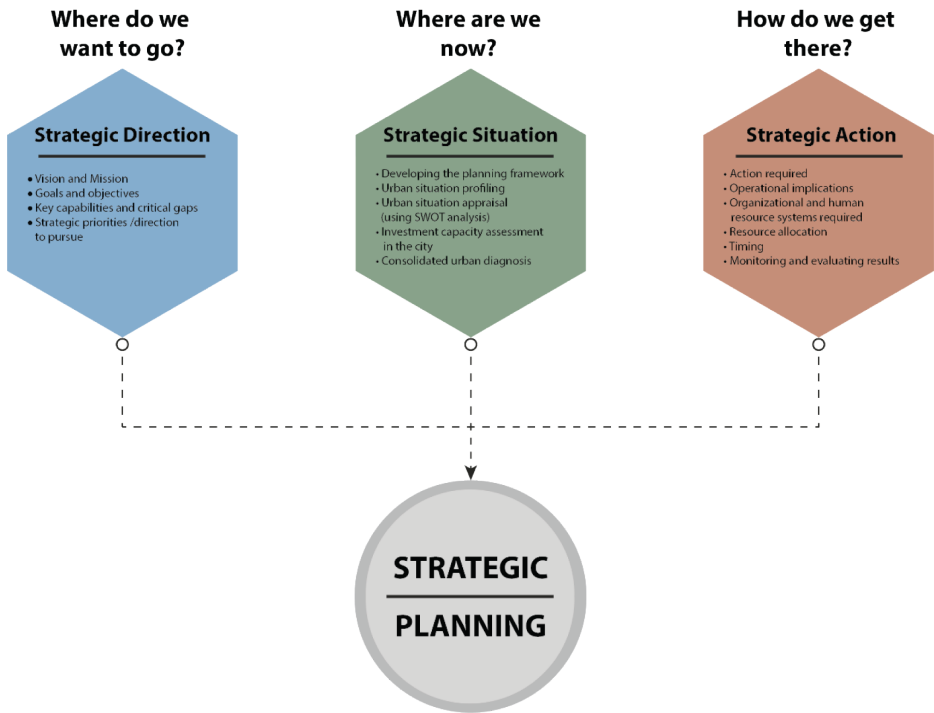 Where do we
want to go?
Strategic Direction
• Vision and Mission
• Goals and objectives
• Key capabilities and critical gaps
• Strategic priorities /direction
to pursue
Where are we
now?
Strategic Situation
• Developing the planning framework
• Urban situation profiling
• Urban situation appraisal
(using SWOT analysis)
• Investment capacity assessment
in the city
• Consolidated urban diagnosis
How do we get
there?
Strategic Action
• Action required
• Operational implications
• Organizational and human
resource systems required
• Resource allocation
• Timing
• Monitoring and evaluating results
STRATEGIC
PLANNING